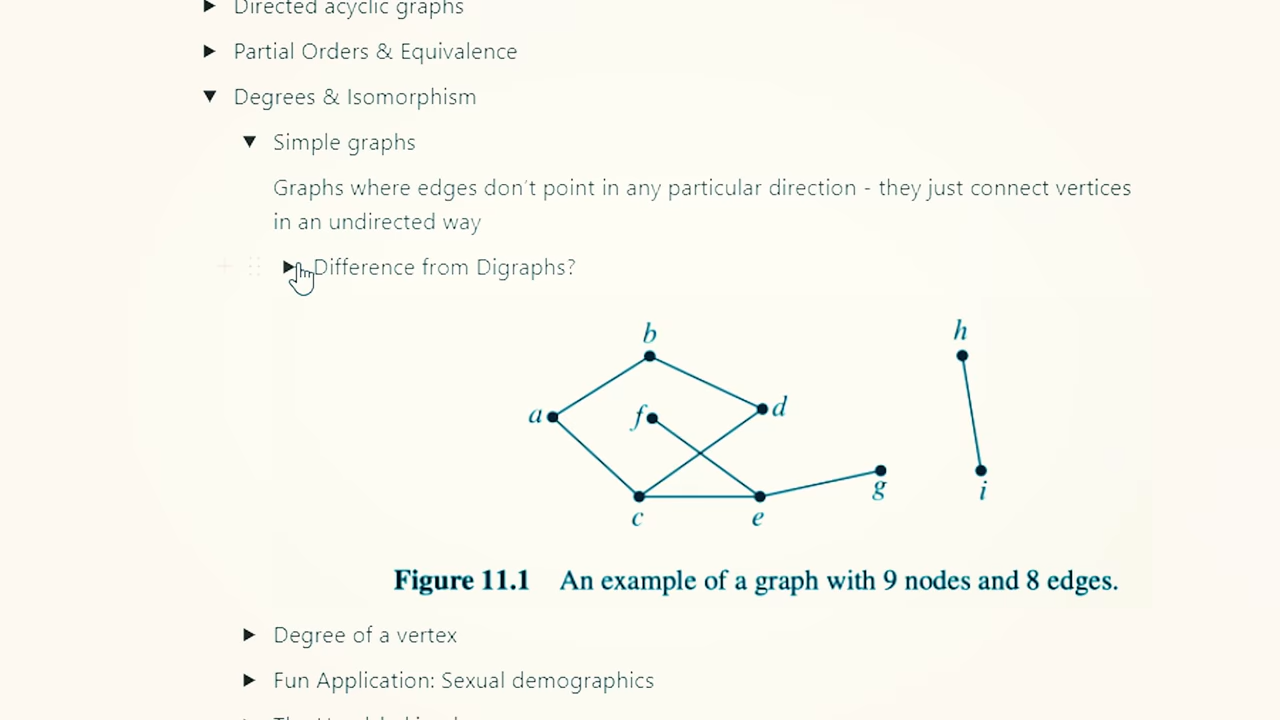 Directed acyclic graphs
Partial Orders & Equivalence
Degrees & Isomorphism
Simple graphs
Graphs where edges don't point in any particular direction - they just connect vertices
in an undirected way
Difference from Digraphs?
b
h
a
f
d
g
i
c
e
Figure 11.1 An example of a graph with 9 nodes and 8 edges.
Degree of a vertex
Fun Application: Sexual demographics